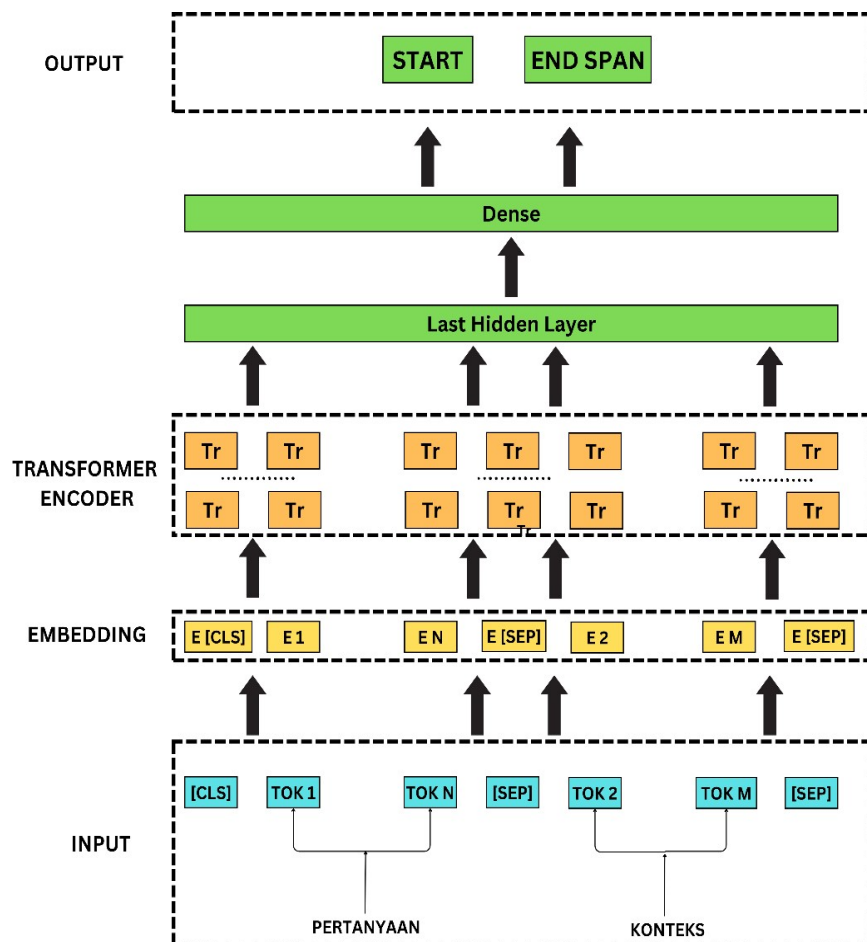 OUTPUT
START
END SPAN
Dense
Last Hidden Layer
TRANSFORMER
ENCODER
Tr Tr Tr Tr Tr Tr Tr
Tr Tr Tr Tr Tr Tr Tr
Tr
EMBEDDING
E [CLS] E 1 E N E [SEP] E 2 E M E [SEP]
INPUT
[CLS] TOK 1 TOK N [SEP] TOK 2 TOK M [SEP]
PERTANYAAN
KONTEKS